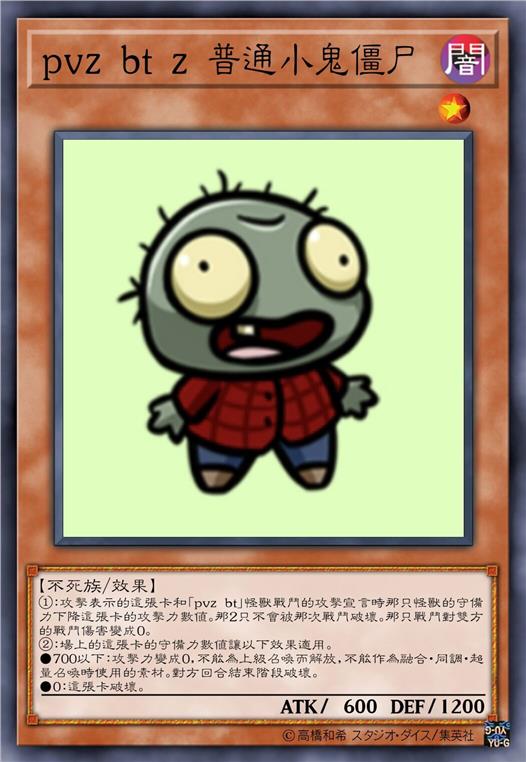 pvz bt z 普通小鬼僵尸
闇
【不死族/效果】
①:攻擊表示的這張卡和｢pvz bt｣怪獸戰鬥的攻擊宣言時那只怪獸的守備
力下降這張卡的攻擊力數值。那2只不會被那次戰鬥破壞。那只戰鬥對雙方
的戰鬥傷害變成0。
②:場上的這張卡的守備力數值讓以下效果適用。
●700以下:攻擊力變成0,不能為上級召喚而解放,不能作為融合･同調･超
量召喚時使用的素材。對方回合結束階段破壞。
●0:這張卡破壞。
ATK/ 600 DEF/1200
©高橋和希 スタジオ･ダイス/集英社